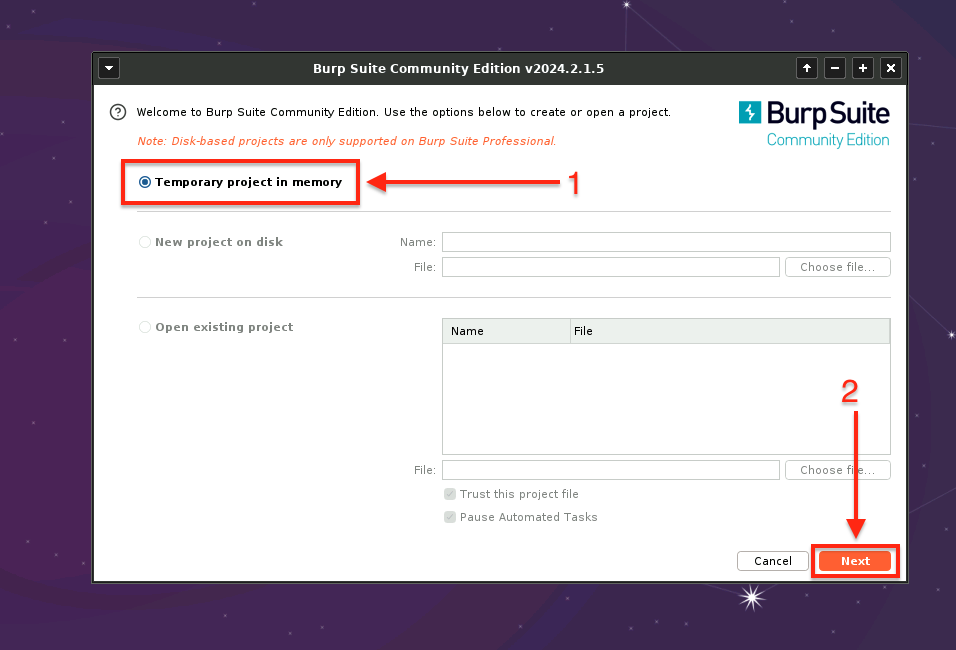 Burp Suite Community Edition v2024.2.1.5
Welcome to Burp Suite Community Edition. Use the options below to create or open a project.
Burp Suite
Community Edition
Note: Disk-based projects are only supported on Burp Suite Professional.
Temporary project in memory
1
New project on disk
Name:
File:
Choose file...
Open existing project
Name File
2
File:
Choose file...
Trust this project file
Pause Automated Tasks
Cancel
Next